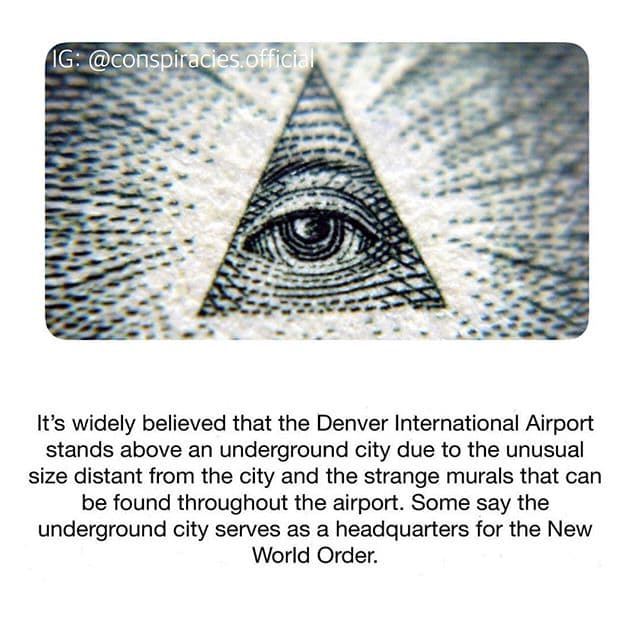 IG: @conspiracies.official
It’s widely believed that the Denver International Airport
stands above an underground city due to the unusual
size distant from the city and the strange murals that can
be found throughout the airport. Some say the
underground city serves as a headquarters for the New
World Order.